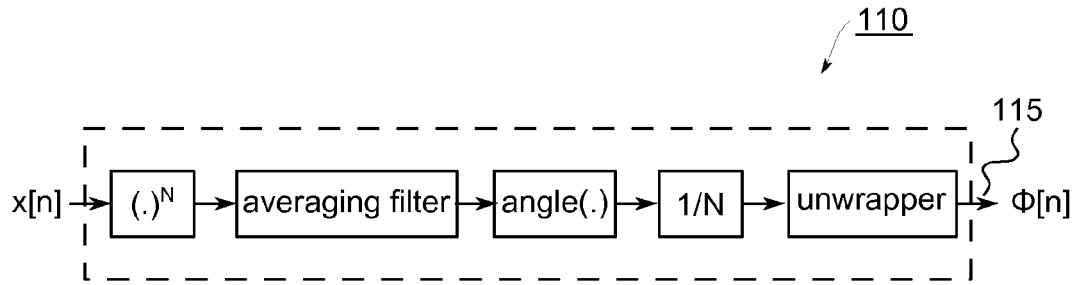 110
115
x[n]
(.)ᴺ
averaging filter
angle(.)
1/N
unwrapper
Φ[n]